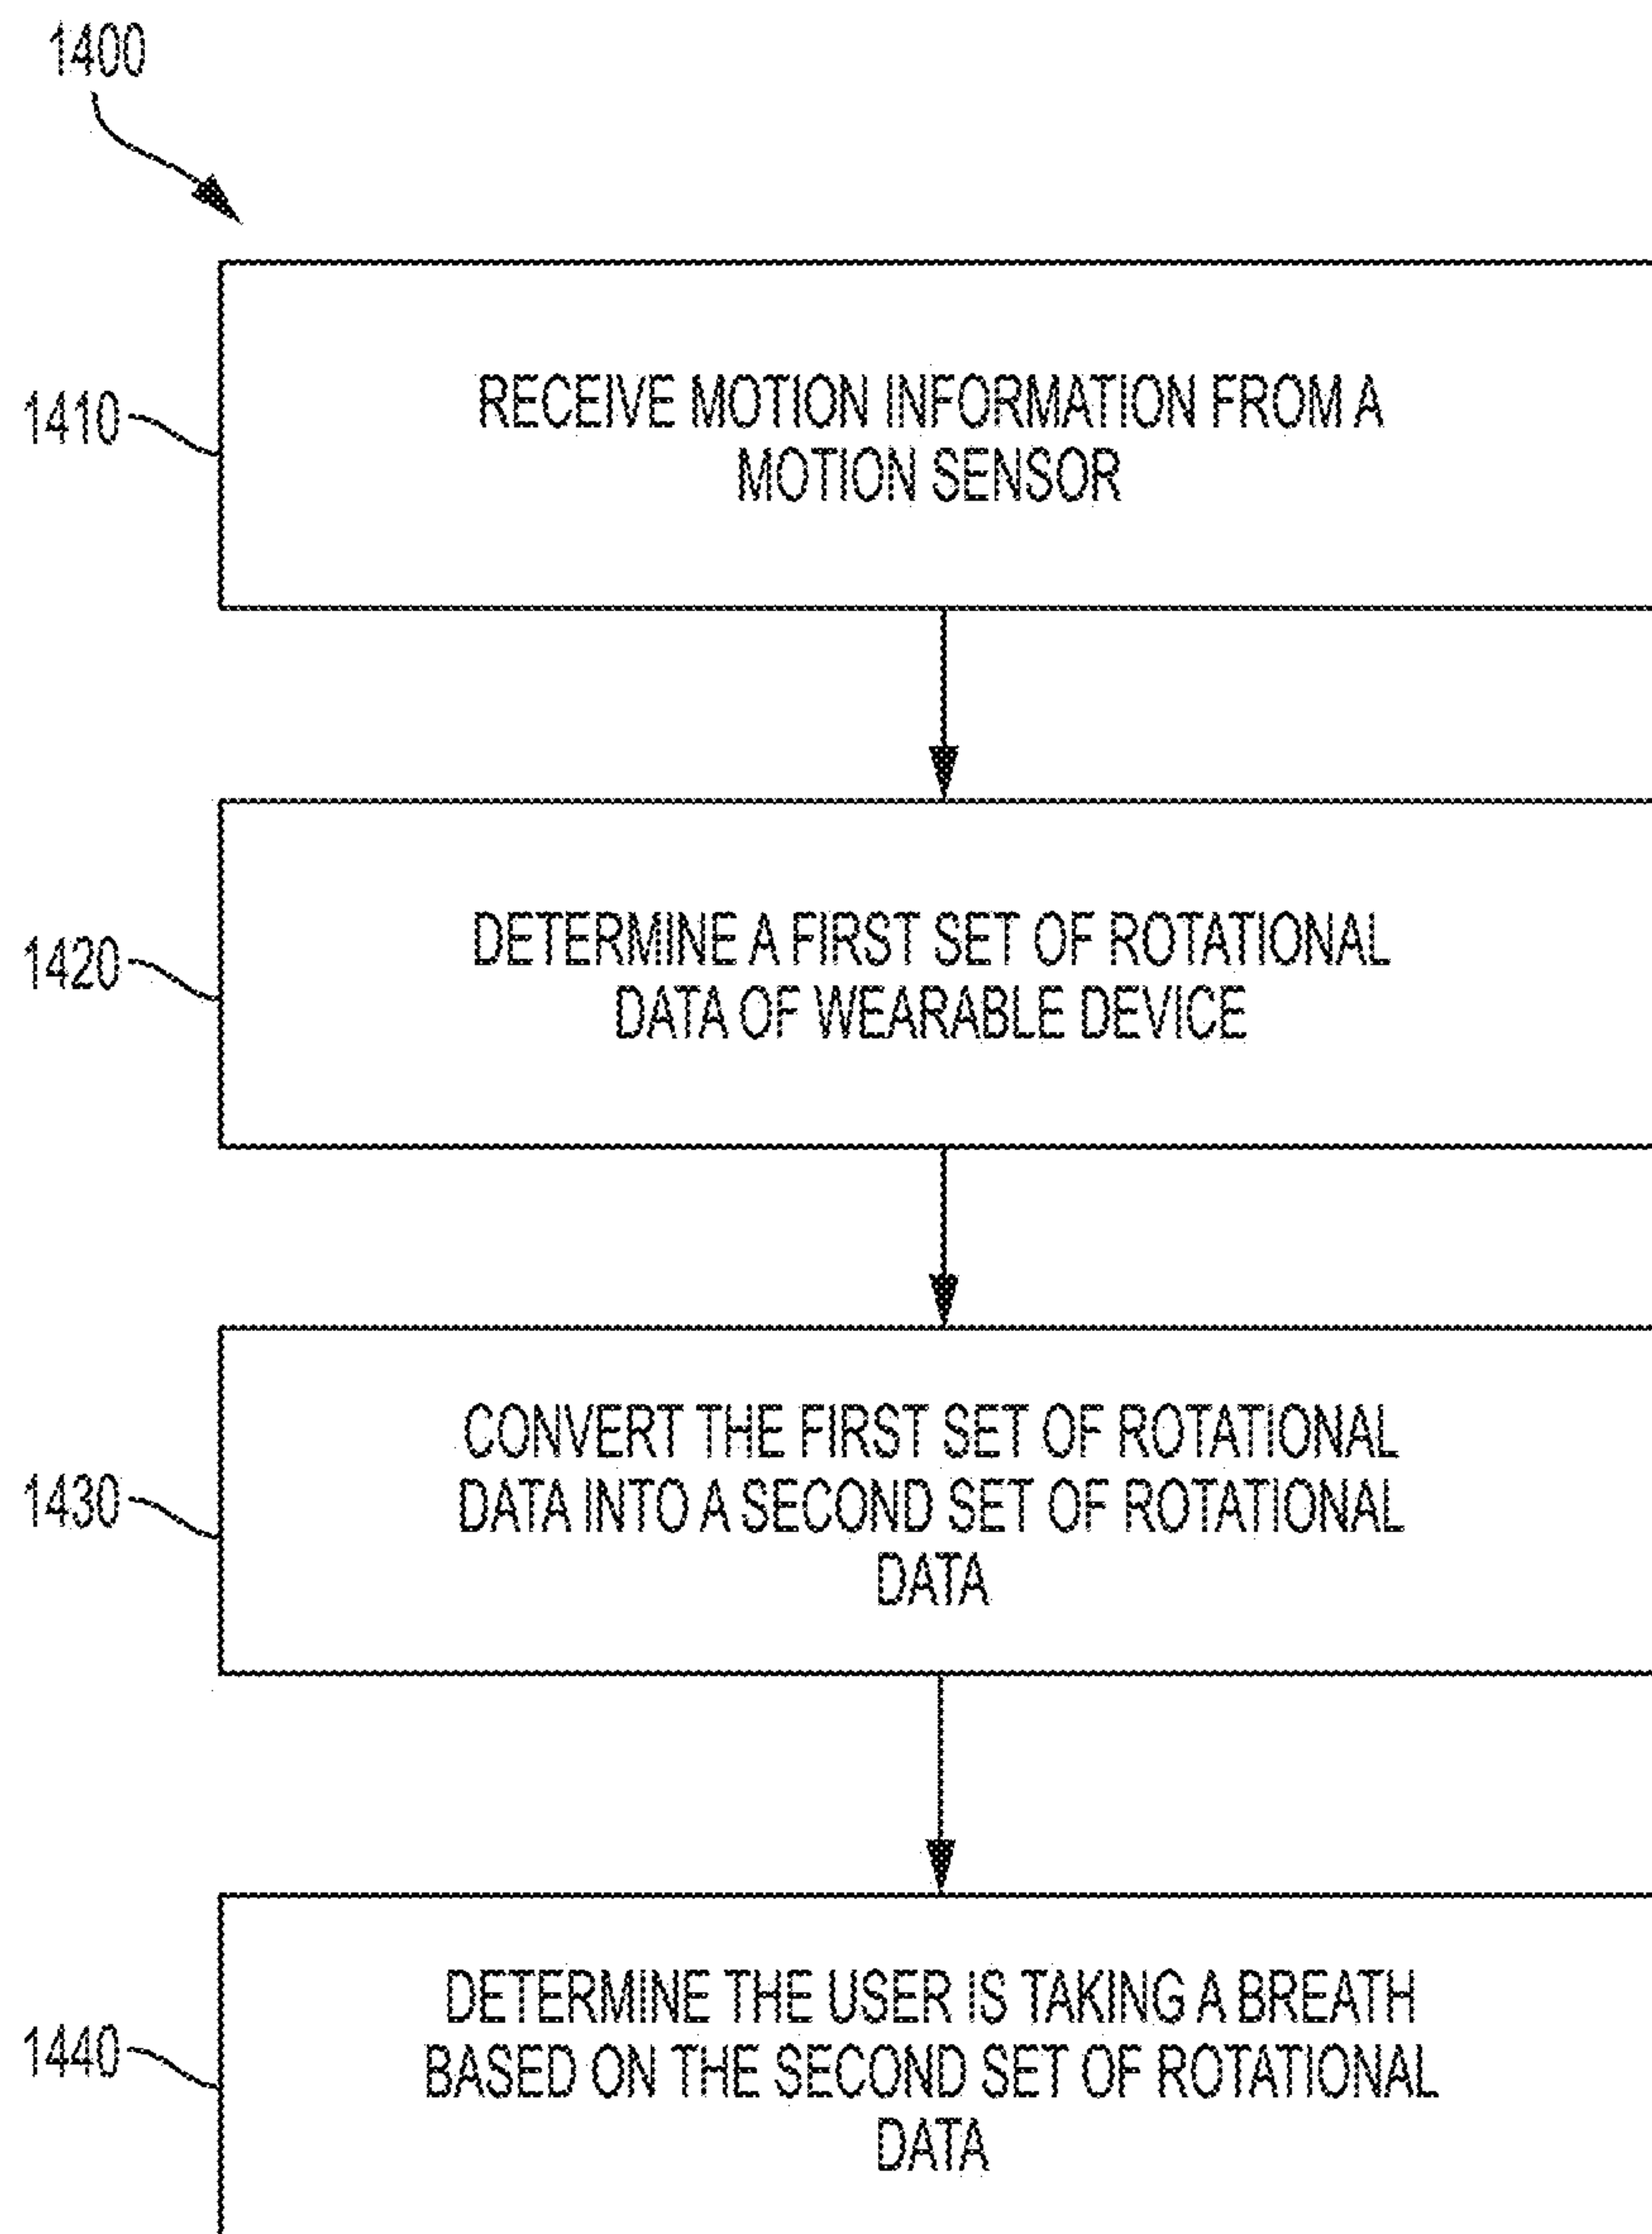 1400
1410
RECEIVE MOTION INFORMATION FROM A
MOTION SENSOR
1420
DETERMINE A FIRST SET OF ROTATIONAL
DATA OF WEARABLE DEVICE
1430
CONVERT THE FIRST SET OF ROTATIONAL
DATA INTO A SECOND SET OF ROTATIONAL
DATA
1440
DETERMINE THE USER IS TAKING A BREATH
BASED ON THE SECOND SET OF ROTATIONAL
DATA